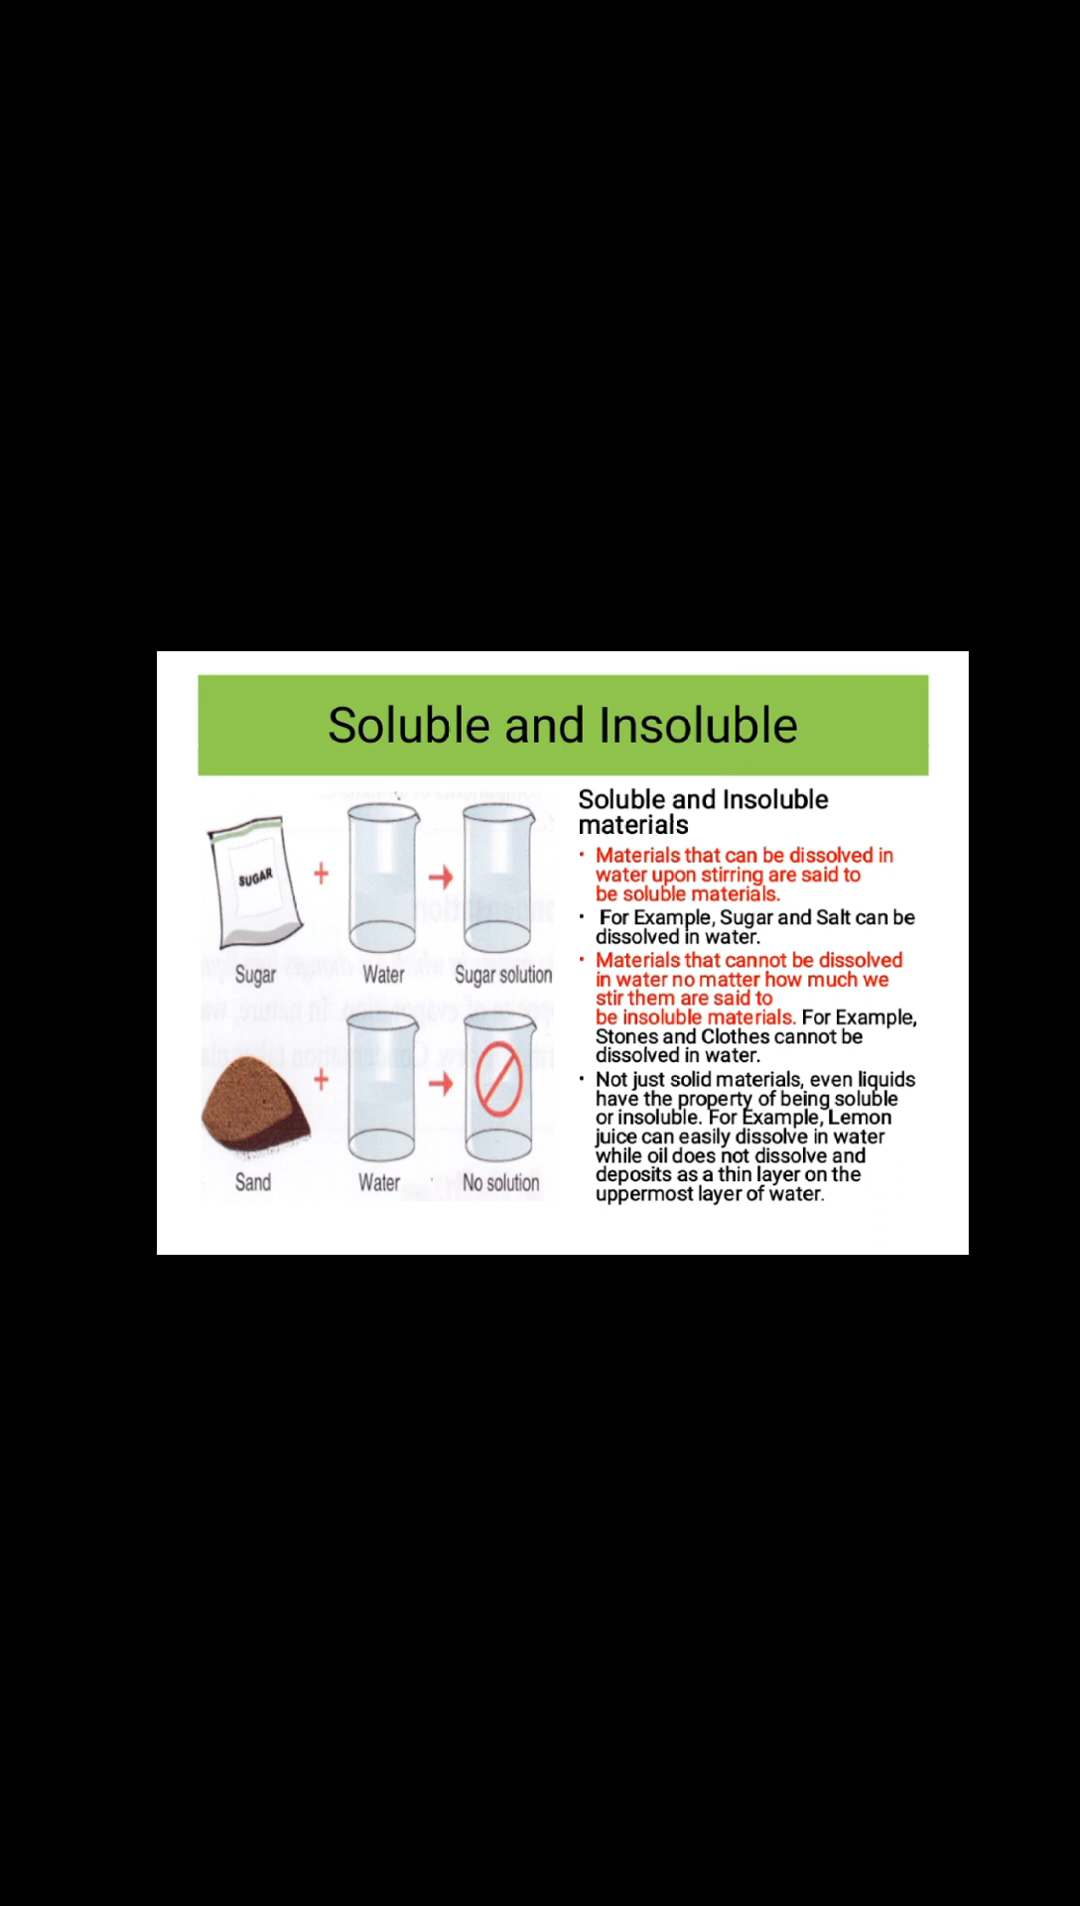 Soluble and Insoluble
SUGAR
Sugar
Water
Sugar solution
Sand
Water
No solution
Soluble and Insoluble
materials
• Materials that can be dissolved in
water upon stirring are said to
be soluble materials.
• For Example, Sugar and Salt can be
dissolved in water.
• Materials that cannot be dissolved
in water no matter how much we
stir them are said to
be insoluble materials. For Example,
Stones and Clothes cannot be
dissolved in water.
• Not just solid materials, even liquids
have the property of being soluble
or insoluble. For Example, Lemon
juice can easily dissolve in water
while oil does not dissolve and
deposits as a thin layer on the
uppermost layer of water.